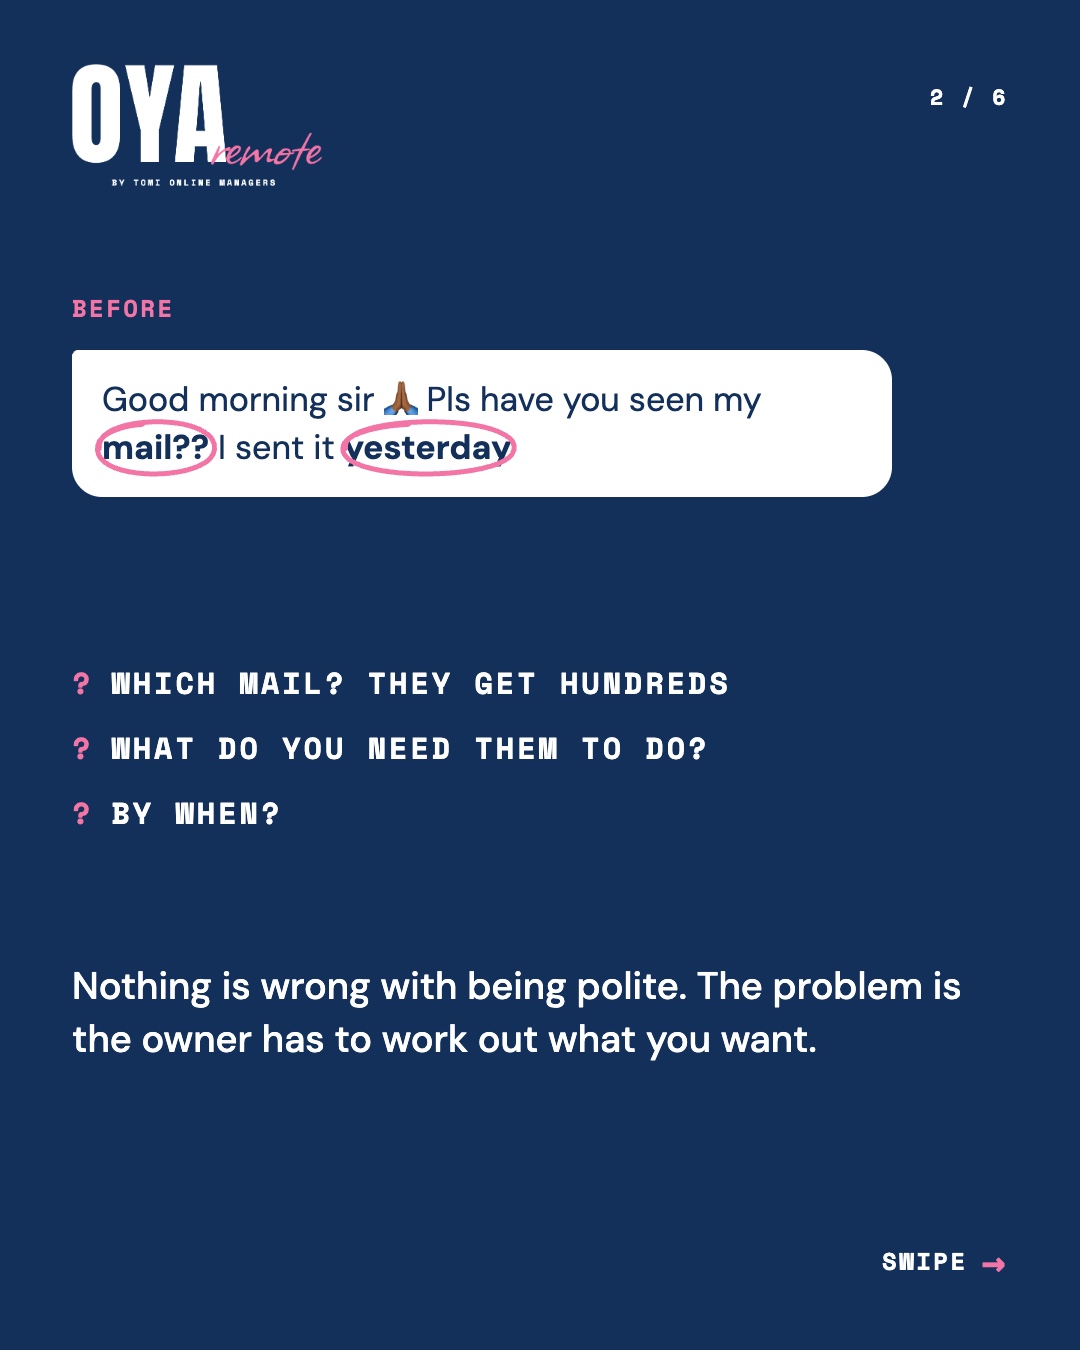 OYA
remote
BY TOMI ONLINE MANAGERS
2 / 6
BEFORE
Good morning sir 🙏🏾 Pls have you seen my
mail?? I sent it yesterday
? WHICH MAIL? THEY GET HUNDREDS
? WHAT DO YOU NEED THEM TO DO?
? BY WHEN?
Nothing is wrong with being polite. The problem is
the owner has to work out what you want.
SWIPE →